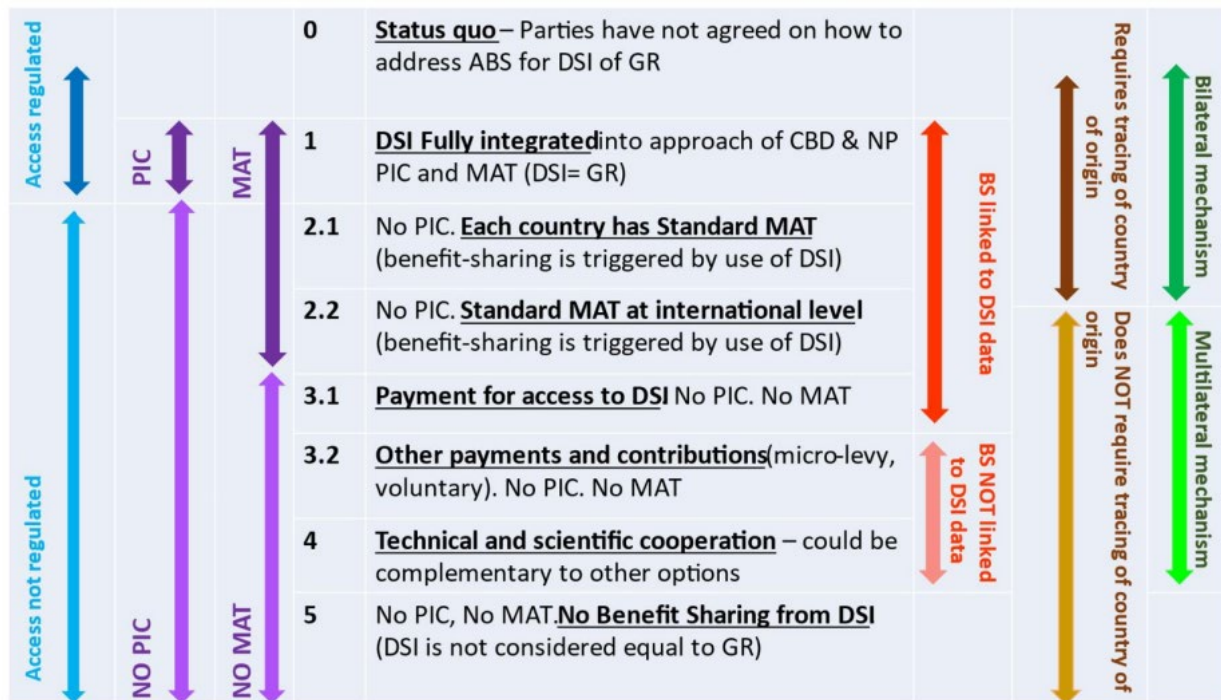 Access regulated
Access not regulated
PIC
NO PIC
MAT
NO MAT
0 Status quo – Parties have not agreed on how to
address ABS for DSI of GR
1 DSI Fully integrated into approach of CBD & NP
PIC and MAT (DSI= GR)
2.1 No PIC. Each country has Standard MAT
(benefit-sharing is triggered by use of DSI)
2.2 No PIC. Standard MAT at international level
(benefit-sharing is triggered by use of DSI)
3.1 Payment for access to DSI No PIC. No MAT
3.2 Other payments and contributions(micro-levy,
voluntary). No PIC. No MAT
4 Technical and scientific cooperation – could be
complementary to other options
5 No PIC, No MAT.No Benefit Sharing from DSI
(DSI is not considered equal to GR)
BS linked to DSI data
BS NOT linked
to DSI data
Requires tracing of country
of origin
Does NOT require tracing of country of
origin
Bilateral mechanism
Multilateral mechanism